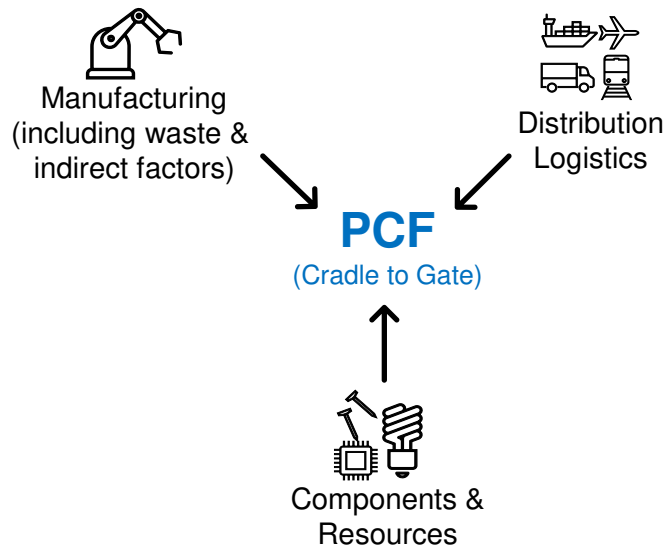 Manufacturing
(including waste &
indirect factors)
Distribution
Logistics
PCF
(Cradle to Gate)
Components &
Resources